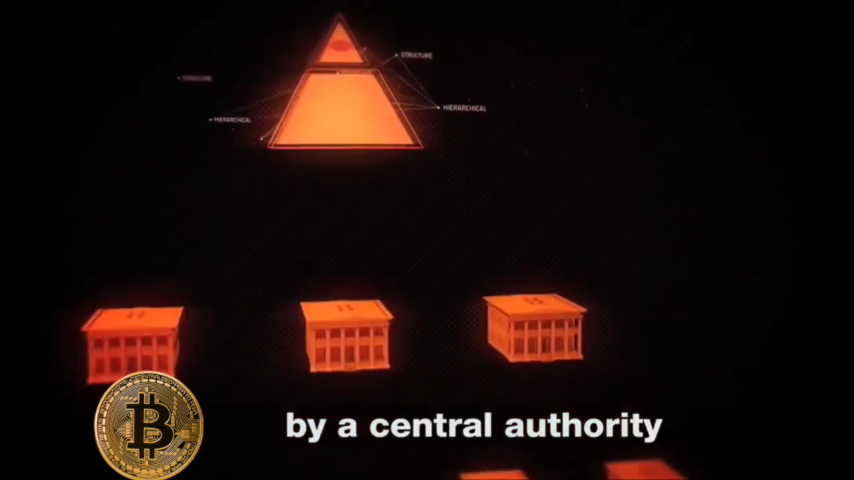 STRUCTURE
HIERARCHICAL
HIERARCHICAL
by a central authority